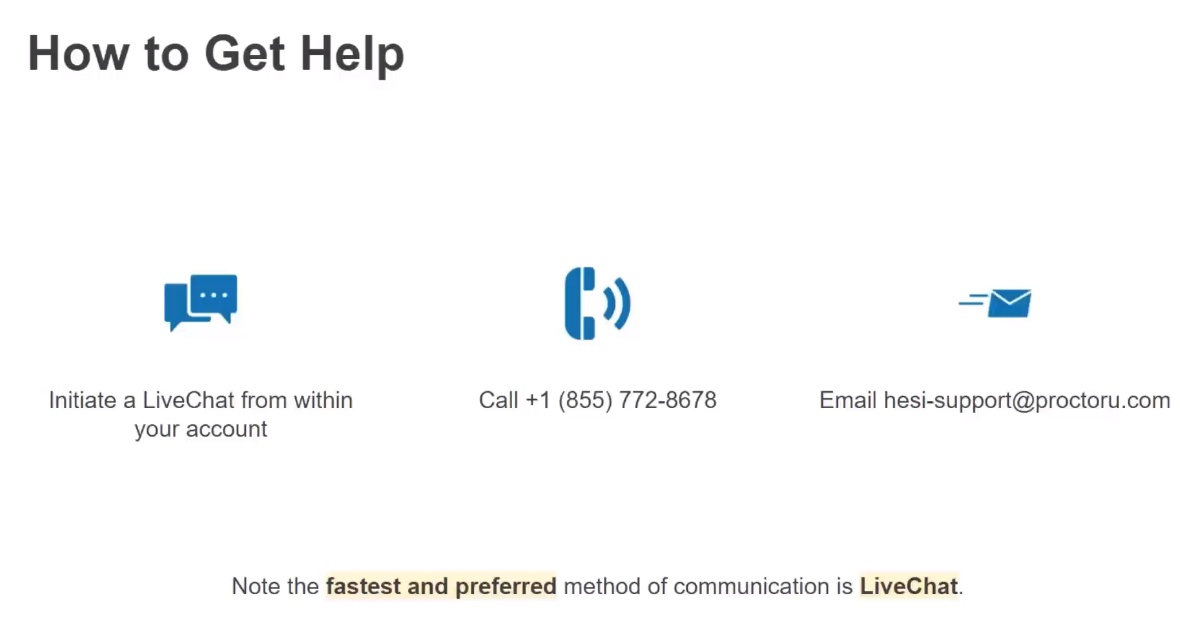 How to Get Help
Initiate a LiveChat from within
your account
Call +1 (855) 772-8678
Email hesi-support@proctoru.com
Note the fastest and preferred method of communication is LiveChat.